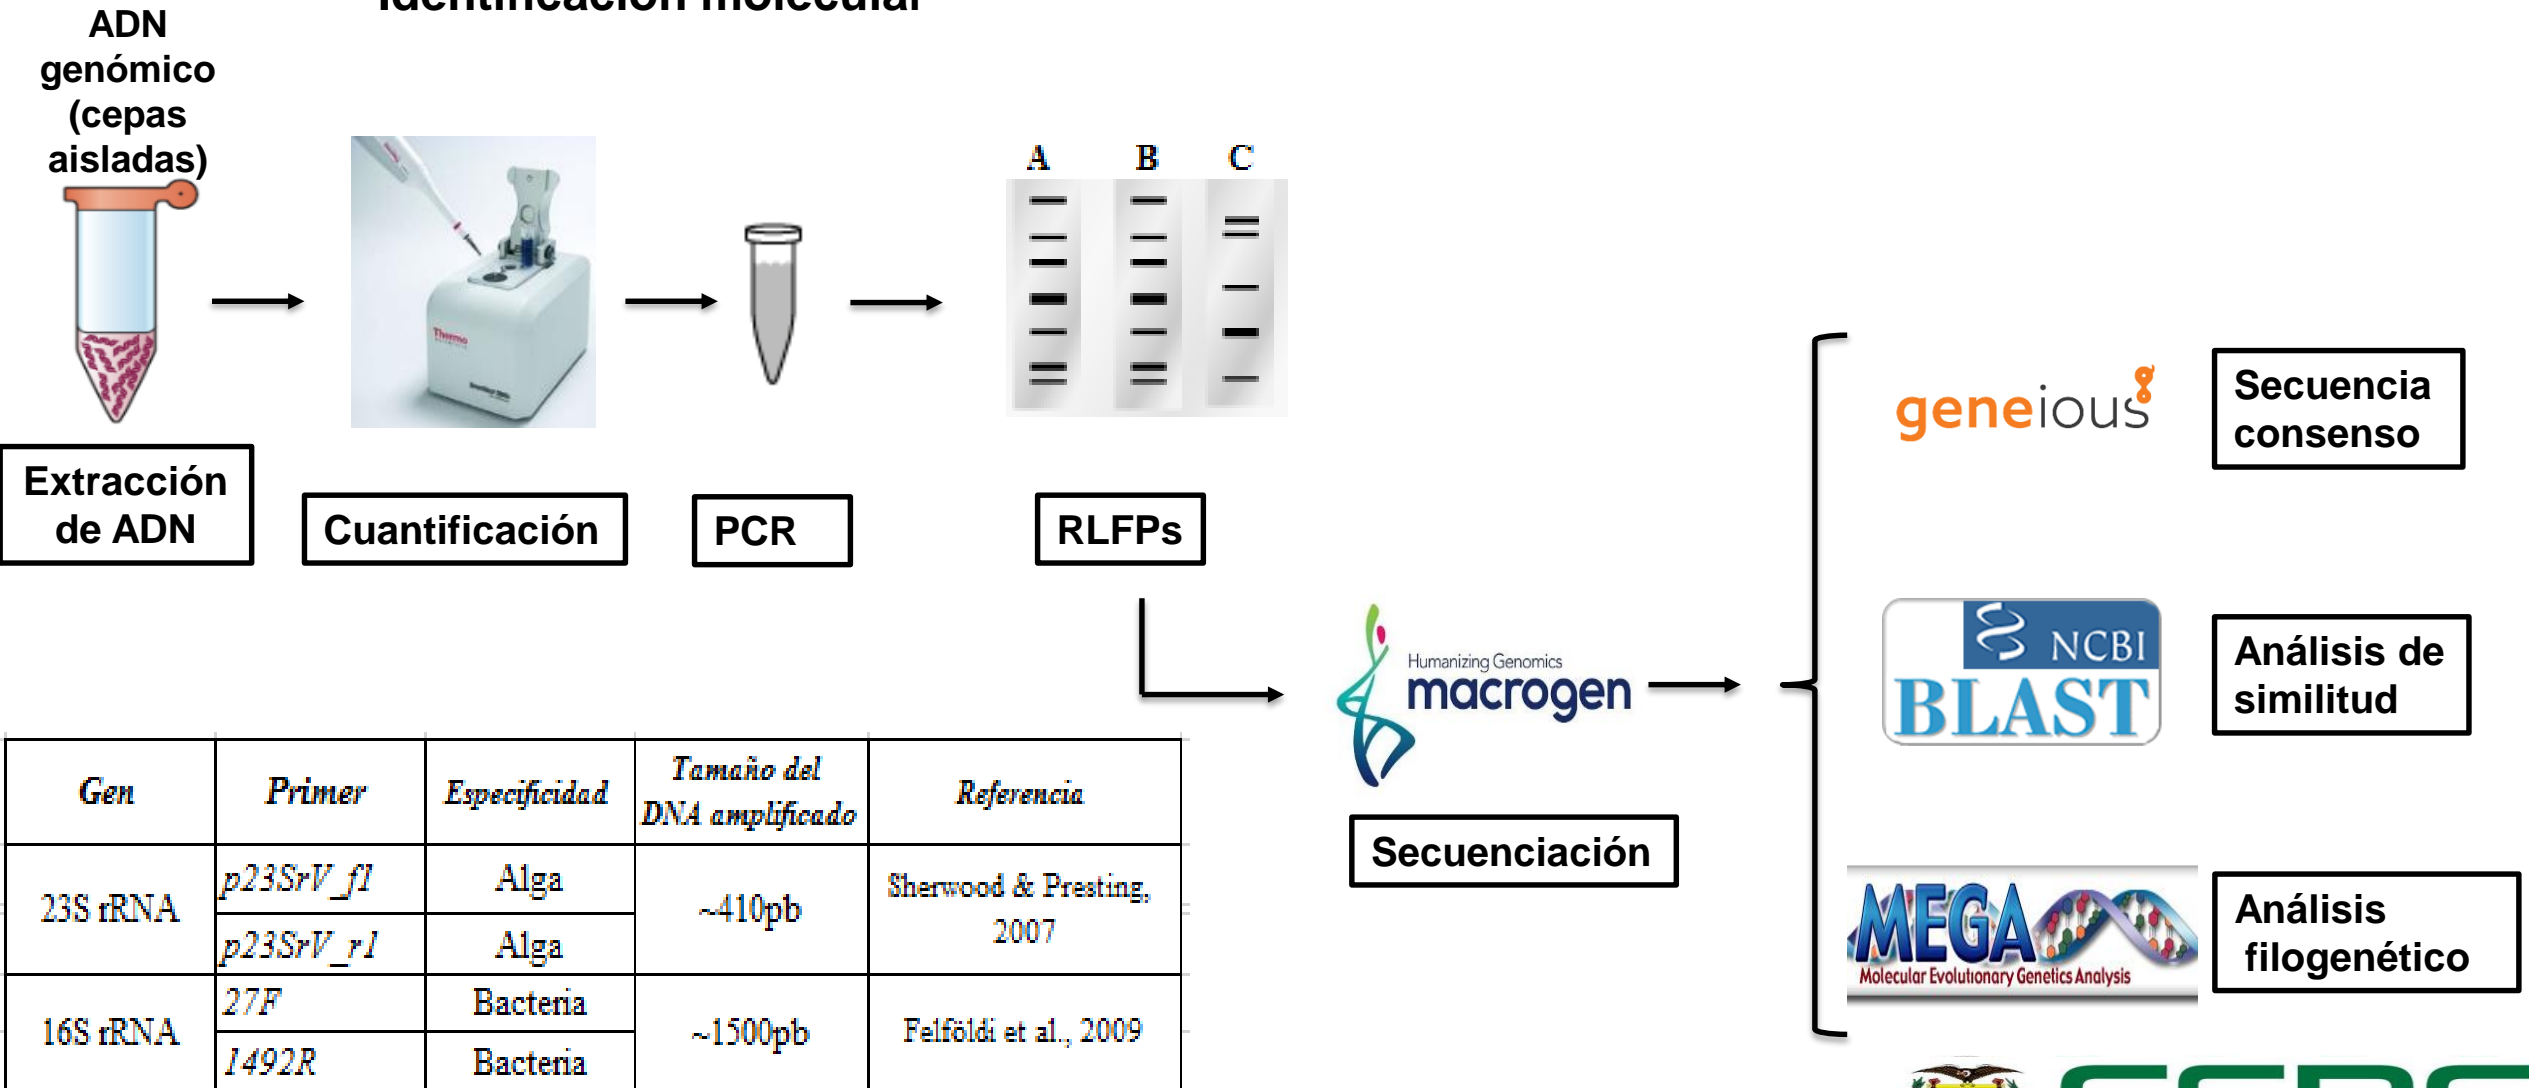 Identificación molecular
ADN
genómico
(cepas
aisladas)
Thermo
A B C
Extracción
de ADN
Cuantificación
PCR
RLFPs
Humanizing Genomics
macrogen
Secuenciación
geneious
Secuencia
consenso
NCBI
BLAST
Análisis de
similitud
MEGA
Molecular Evolutionary Genetics Analysis
Análisis
filogenético
Gen Primer Especificidad Tamaño del DNA amplificado Referencia
23S rRNA p23SrV_f1 Alga ~410pb Sherwood & Presting, 2007
p23SrV_r1 Alga
16S rRNA 27F Bacteria ~1500pb Felföldi et al., 2009
1492R Bacteria